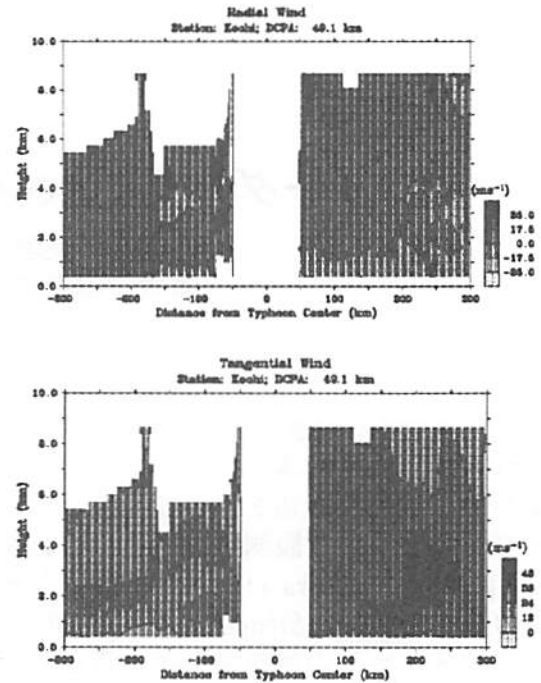 Radial Wind
Station: Kochi; DCPA: 49.1 km
10.0
8.0
6.0
4.0
2.0
0.0
Height (km)
-300 -200 -100 0 100 200 300
Distance from Typhoon Center (km)
(ms⁻¹)
35.0
17.5
0.0
-17.5
-35.0
Tangential Wind
Station: Kochi; DCPA: 49.1 km
10.0
8.0
6.0
4.0
2.0
0.0
Height (km)
-300 -200 -100 0 100 200 300
Distance from Typhoon Center (km)
(ms⁻¹)
48
36
24
12
0